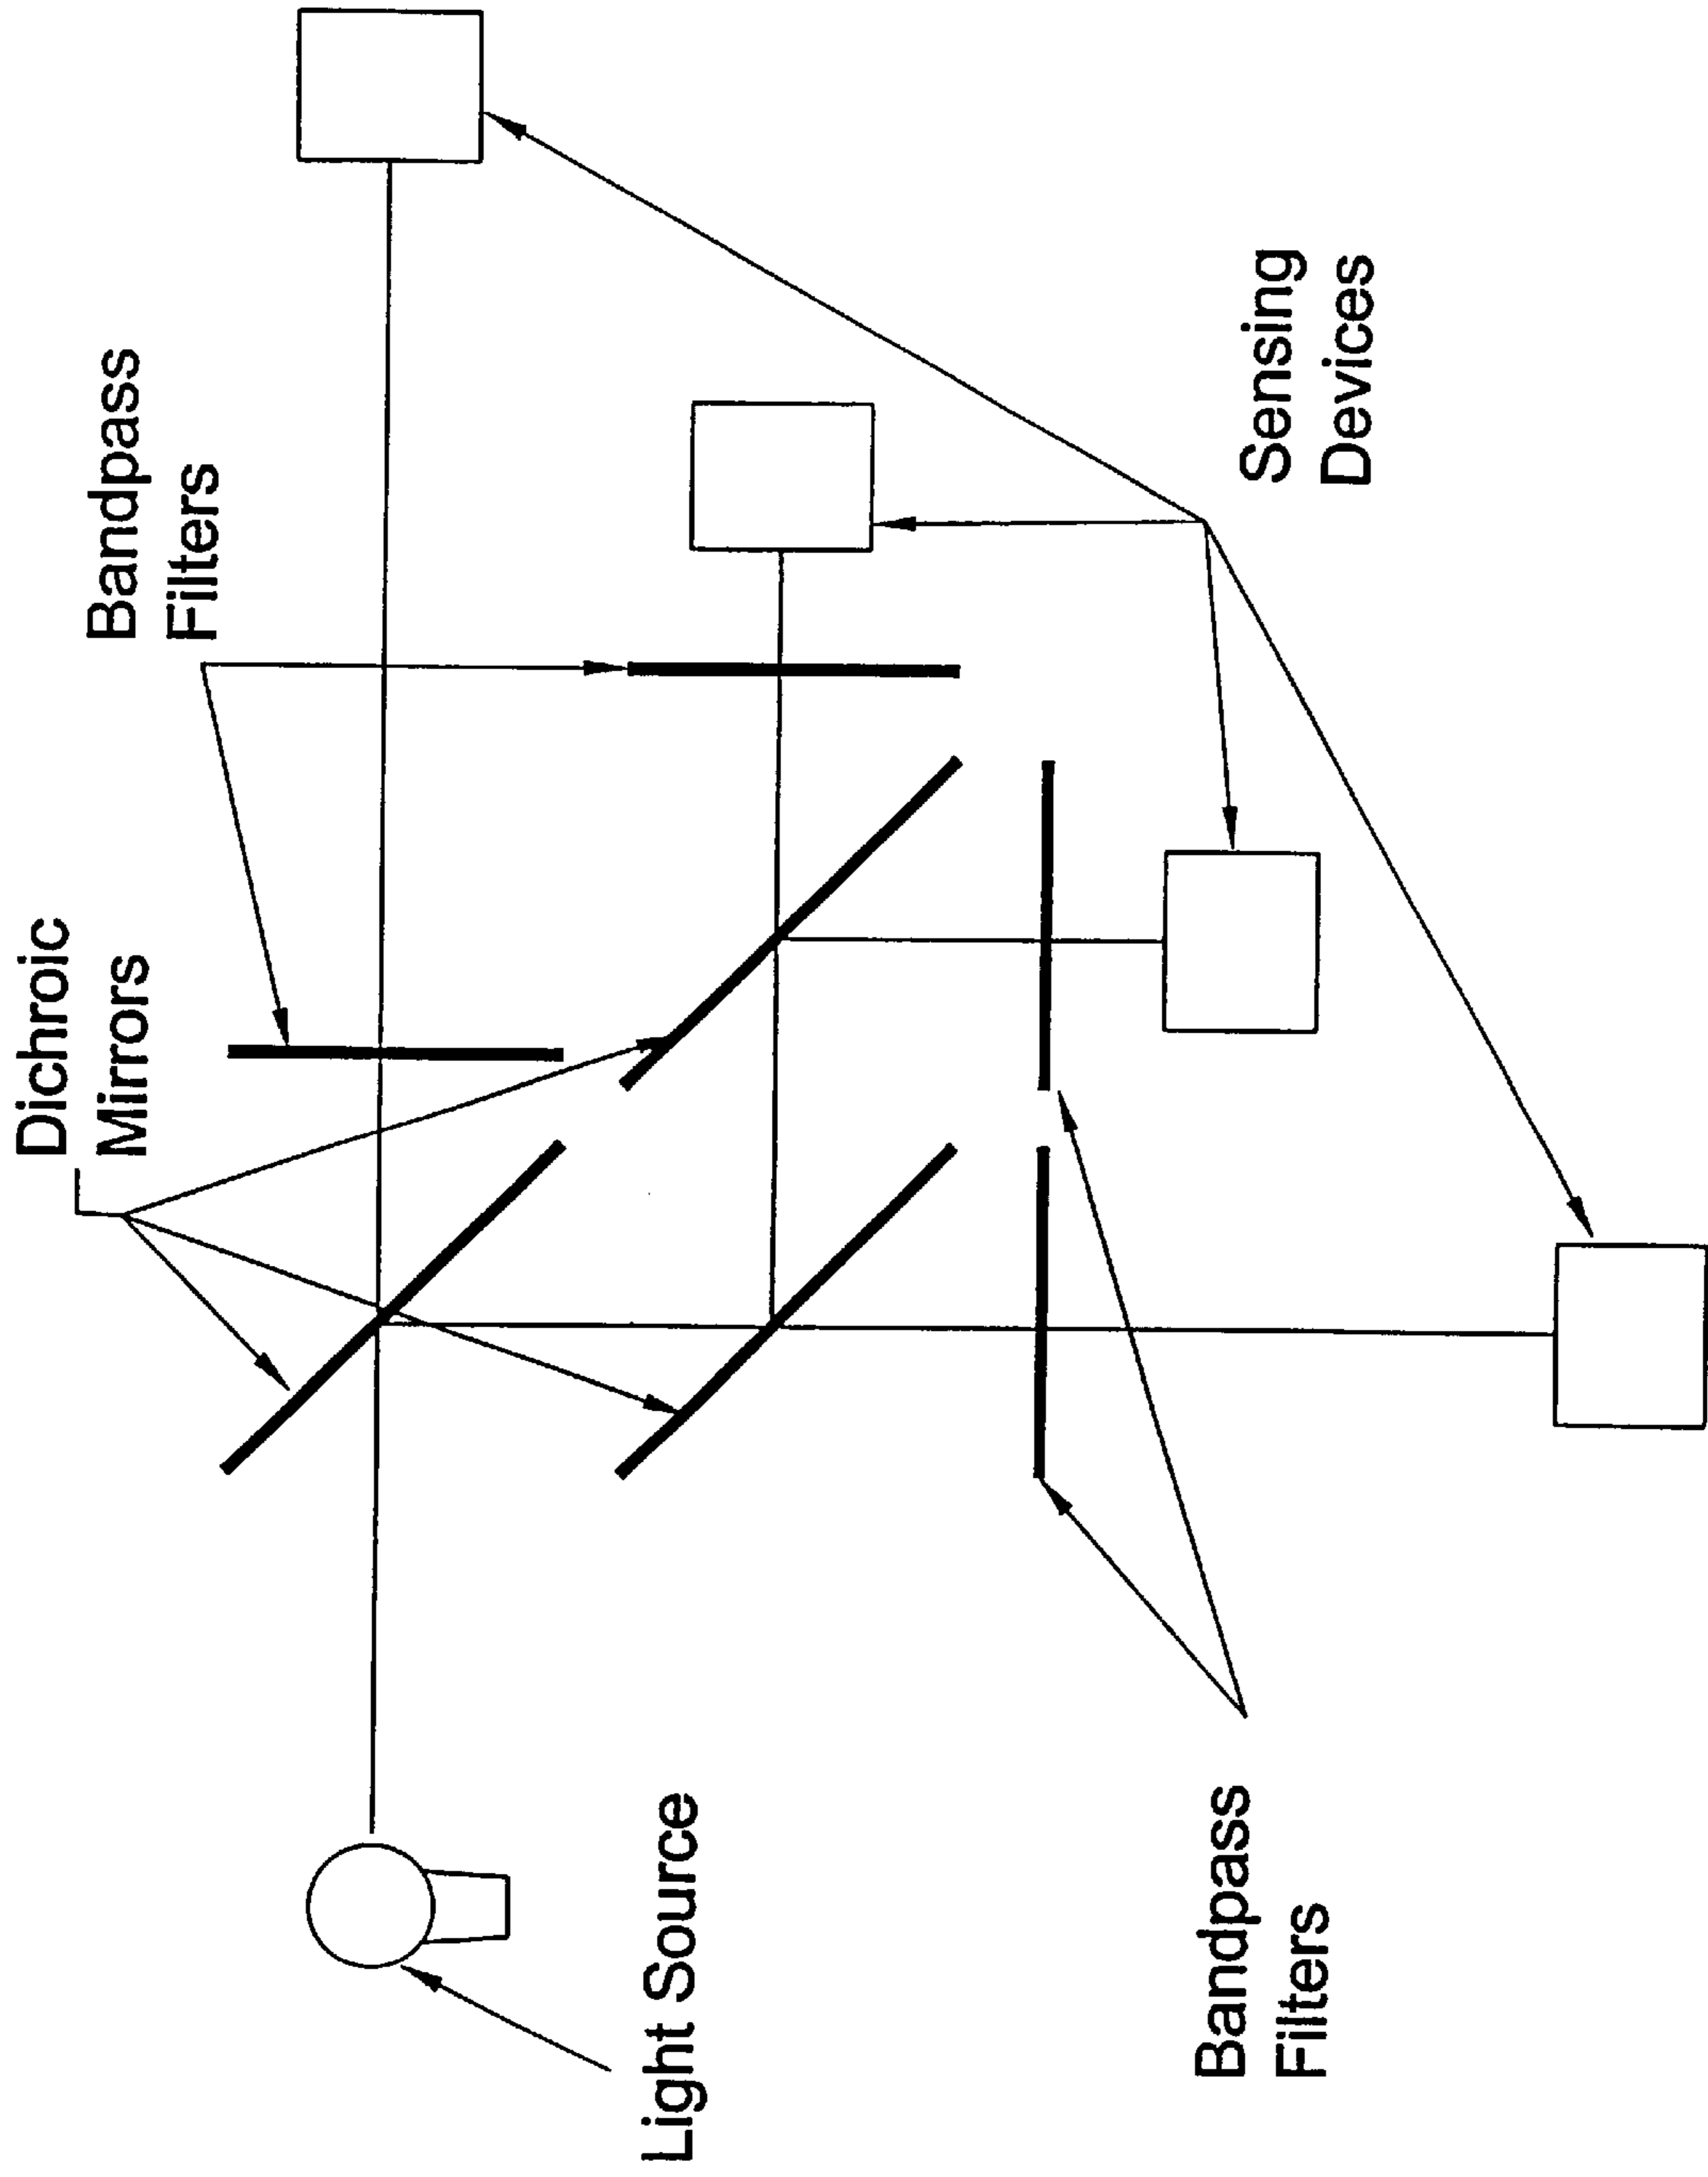 Dichroic
Mirrors
Bandpass
Filters
Light Source
Bandpass
Filters
Sensing
Devices